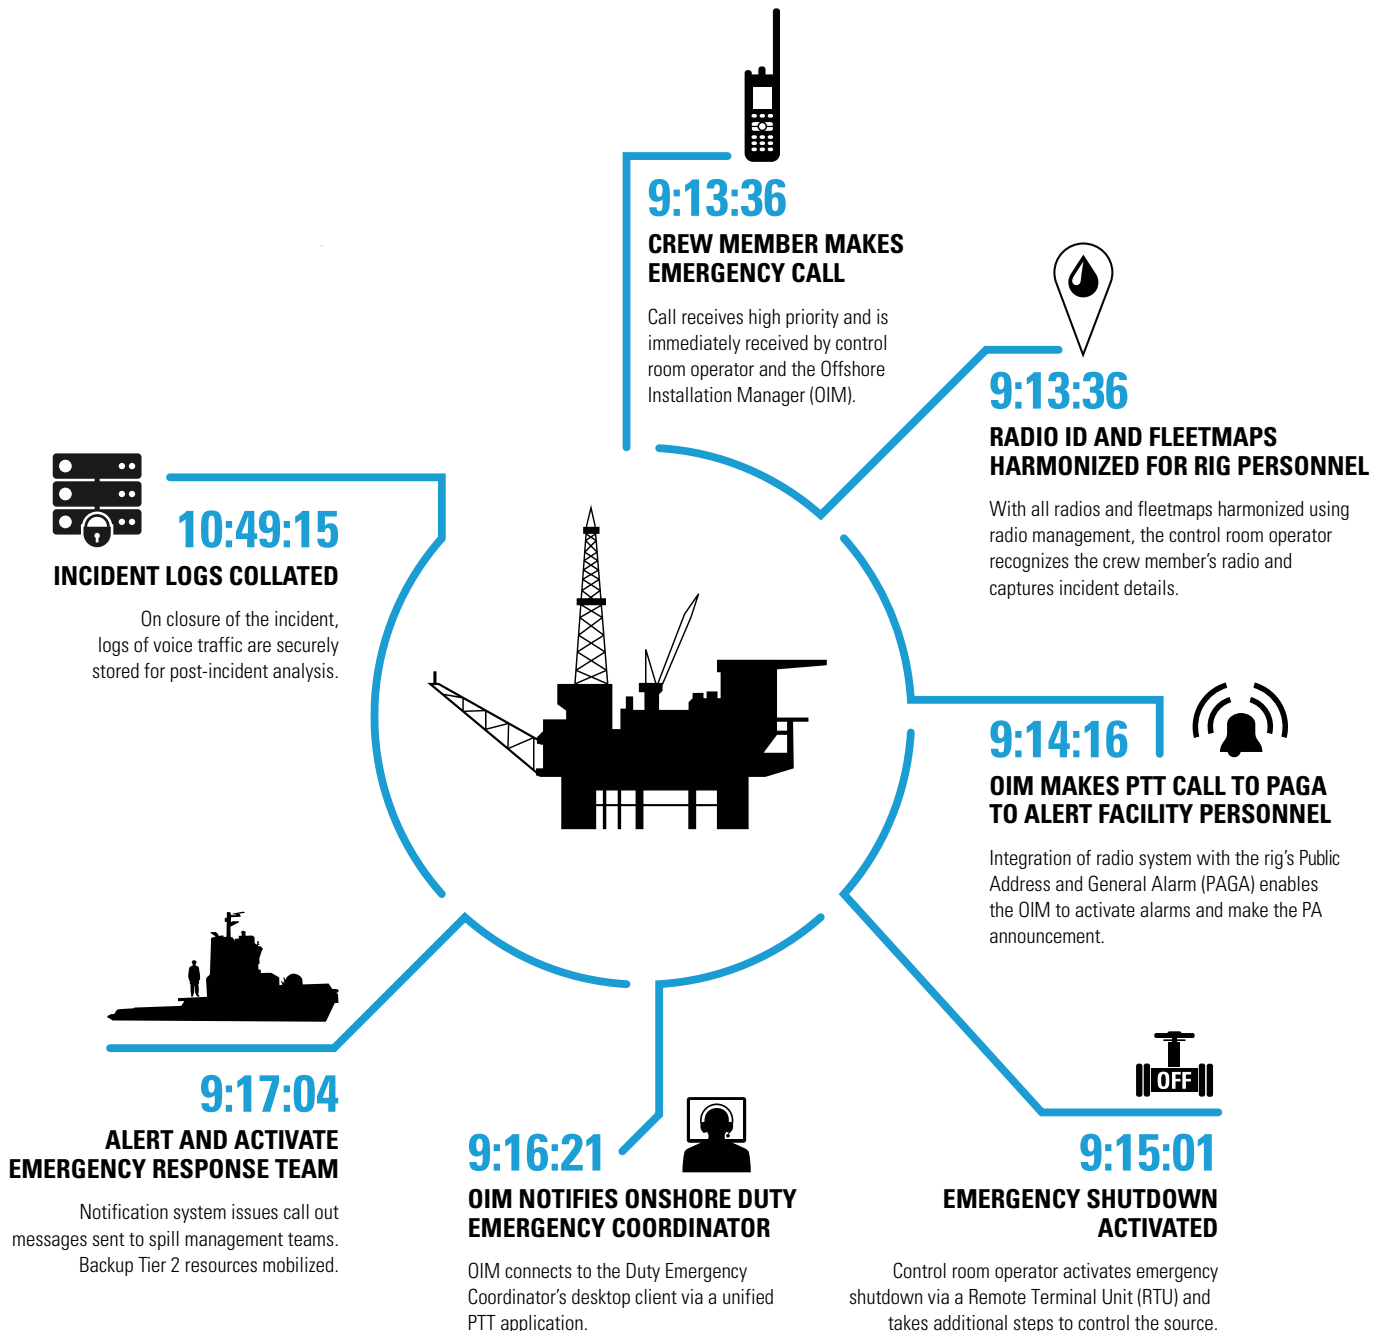 9:13:36
CREW MEMBER MAKES
EMERGENCY CALL
Call receives high priority and is
immediately received by control
room operator and the Offshore
Installation Manager (OIM).
9:13:36
RADIO ID AND FLEETMAPS
HARMONIZED FOR RIG PERSONNEL
With all radios and fleetmaps harmonized using
radio management, the control room operator
recognizes the crew member’s radio and
captures incident details.
9:14:16
OIM MAKES PTT CALL TO PAGA
TO ALERT FACILITY PERSONNEL
Integration of radio system with the rig’s Public
Address and General Alarm (PAGA) enables
the OIM to activate alarms and make the PA
announcement.
OFF
9:15:01
EMERGENCY SHUTDOWN
ACTIVATED
Control room operator activates emergency
shutdown via a Remote Terminal Unit (RTU) and
takes additional steps to control the source.
9:16:21
OIM NOTIFIES ONSHORE DUTY
EMERGENCY COORDINATOR
OIM connects to the Duty Emergency
Coordinator’s desktop client via a unified
PTT application.
9:17:04
ALERT AND ACTIVATE
EMERGENCY RESPONSE TEAM
Notification system issues call out
messages sent to spill management teams.
Backup Tier 2 resources mobilized.
10:49:15
INCIDENT LOGS COLLATED
On closure of the incident,
logs of voice traffic are securely
stored for post-incident analysis.